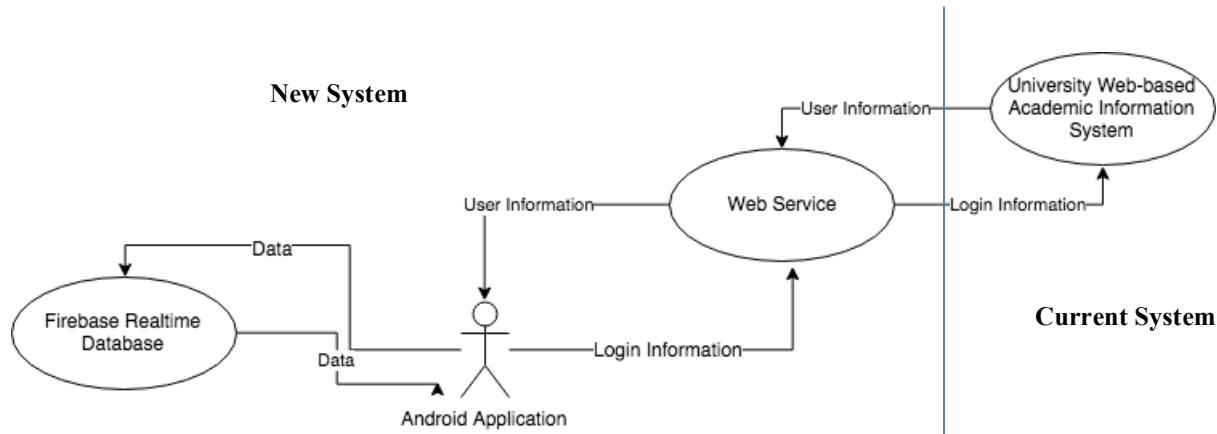 New System
University Web-based
Academic Information
System
User Information
Web Service
Login Information
User Information
Data
Firebase Realtime
Database
Data
Login Information
Current System
Android Application